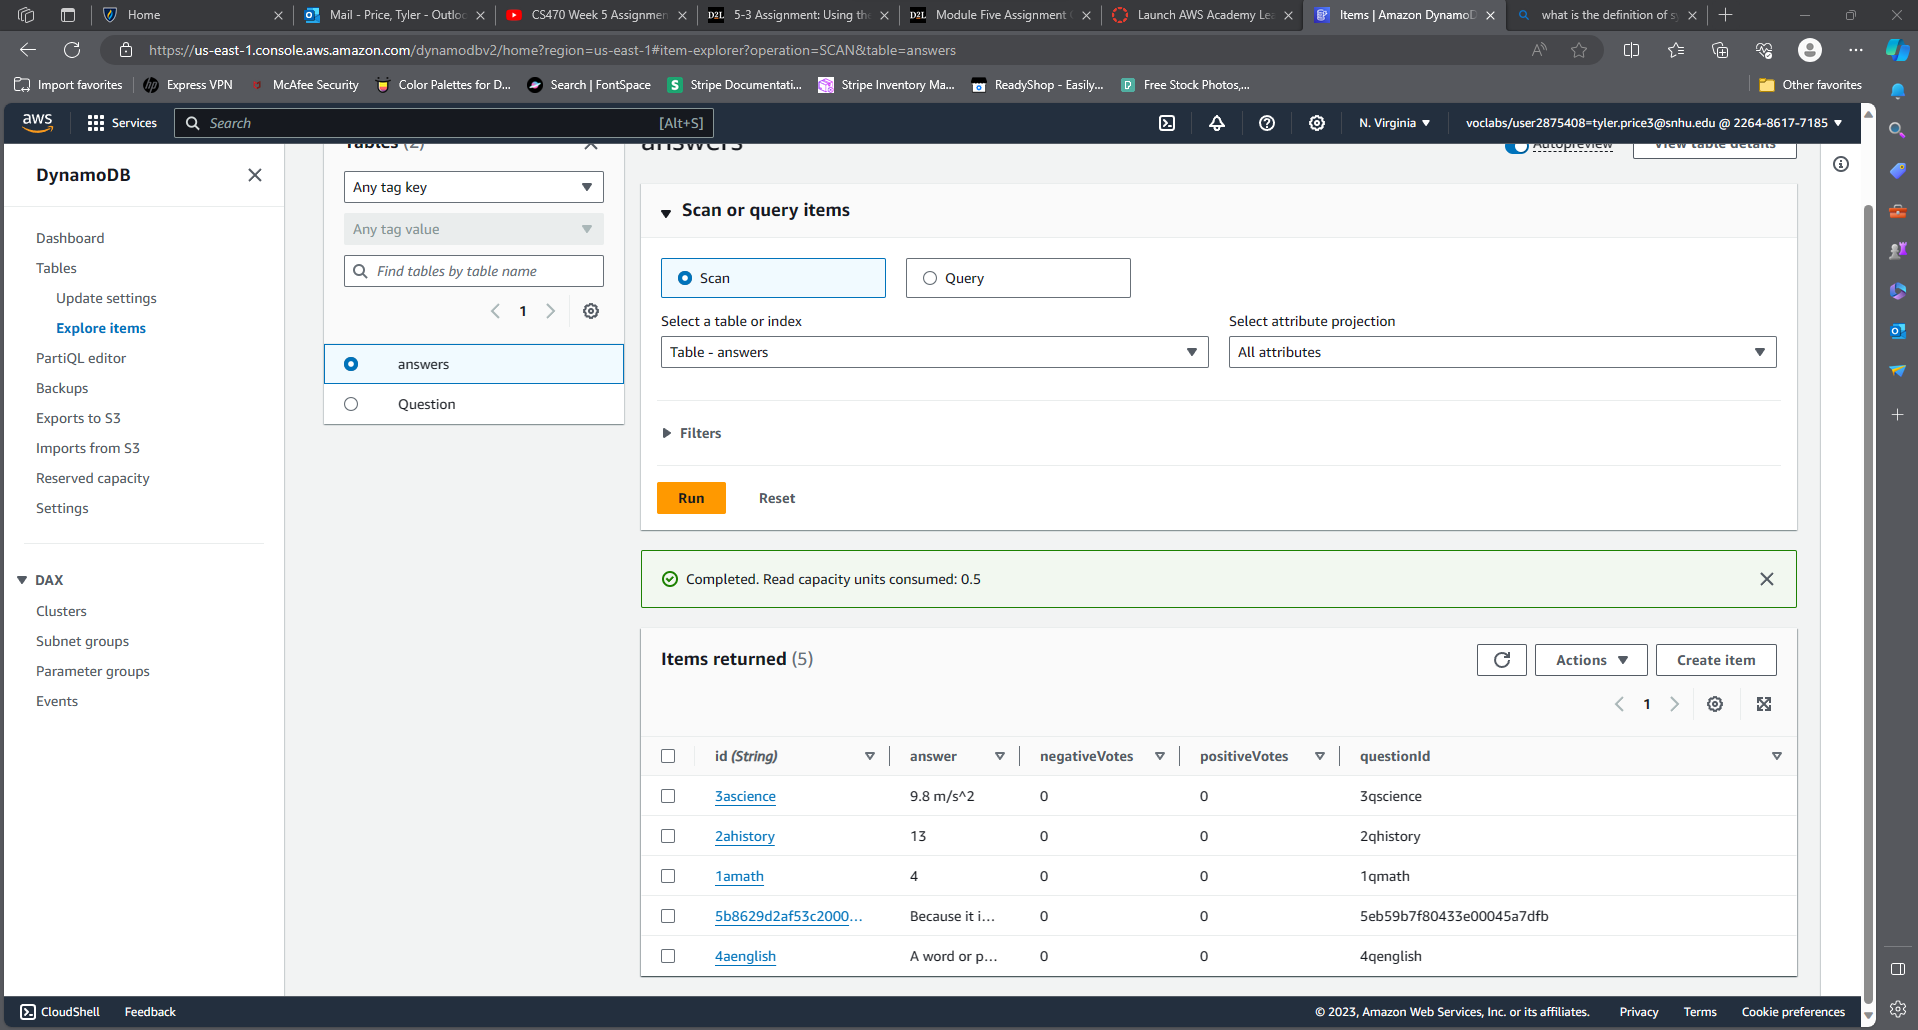 Home
Mail - Price, Tyler - Outloo
CS470 Week 5 Assignmen
D2L
5-3 Assignment: Using the
D2L
Module Five Assignment
Launch AWS Academy Lea
Items | Amazon DynamoD
what is the definition of s
https://us-east-1.console.aws.amazon.com/dynamodbv2/home?region=us-east-1#item-explorer?operation=SCAN&table=answers
Import favorites
Express VPN
McAfee Security
Color Palettes for D...
Search | FontSpace
Stripe Documentati...
Stripe Inventory Ma...
ReadyShop - Easily...
Free Stock Photos,...
Other favorites
aws
Services
Search
[Alt+S]
N. Virginia
voclabs/user2875408=tyler.price3@snhu.edu @ 2264-8617-7185
DynamoDB
Dashboard
Tables
Update settings
Explore items
PartiQL editor
Backups
Exports to S3
Imports from S3
Reserved capacity
Settings
DAX
Clusters
Subnet groups
Parameter groups
Events
Tables (2)
Any tag key
Any tag value
Find tables by table name
1
answers
Question
answers
Autopreview
View table details
Scan or query items
Scan
Query
Select a table or index
Table - answers
Select attribute projection
All attributes
Filters
Run
Reset
Completed. Read capacity units consumed: 0.5
Items returned (5)
Actions
Create item
1
id (String) answer negativeVotes positiveVotes questionId
3ascience 9.8 m/s^2 0 0 3qscience
2ahistory 13 0 0 2qhistory
1amath 4 0 0 1qmath
5b8629d2af53c2000... Because it i... 0 0 5eb59b7f80433e00045a7dfb
4aenglish A word or p... 0 0 4qenglish
CloudShell
Feedback
© 2023, Amazon Web Services, Inc. or its affiliates.
Privacy
Terms
Cookie preferences